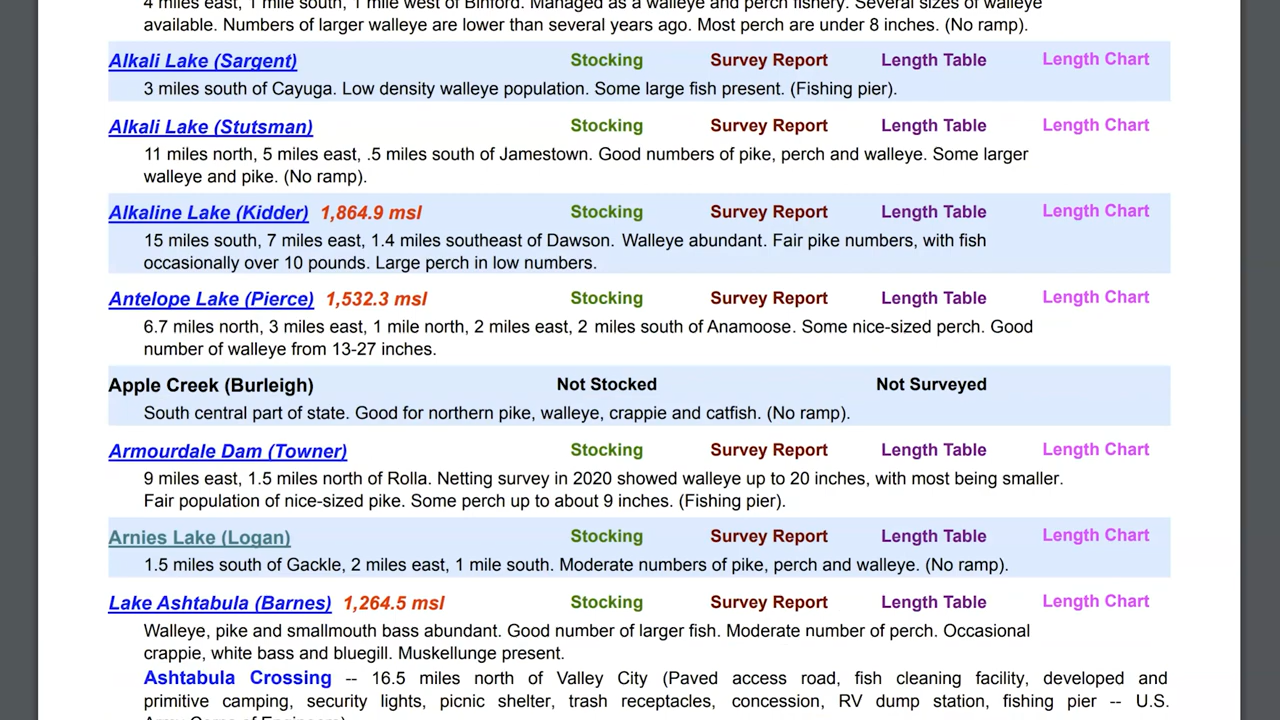 4 miles east, 1 mile south, 1 mile west of Binford. Managed as a walleye and perch fishery. Several sizes of walleye
available. Numbers of larger walleye are lower than several years ago. Most perch are under 8 inches. (No ramp).
Alkali Lake (Sargent) Stocking Survey Report Length Table Length Chart
3 miles south of Cayuga. Low density walleye population. Some large fish present. (Fishing pier).
Alkali Lake (Stutsman) Stocking Survey Report Length Table Length Chart
11 miles north, 5 miles east, .5 miles south of Jamestown. Good numbers of pike, perch and walleye. Some larger
walleye and pike. (No ramp).
Alkaline Lake (Kidder) 1,864.9 msl Stocking Survey Report Length Table Length Chart
15 miles south, 7 miles east, 1.4 miles southeast of Dawson. Walleye abundant. Fair pike numbers, with fish
occasionally over 10 pounds. Large perch in low numbers.
Antelope Lake (Pierce) 1,532.3 msl Stocking Survey Report Length Table Length Chart
6.7 miles north, 3 miles east, 1 mile north, 2 miles east, 2 miles south of Anamoose. Some nice-sized perch. Good
number of walleye from 13-27 inches.
Apple Creek (Burleigh) Not Stocked Not Surveyed
South central part of state. Good for northern pike, walleye, crappie and catfish. (No ramp).
Armourdale Dam (Towner) Stocking Survey Report Length Table Length Chart
9 miles east, 1.5 miles north of Rolla. Netting survey in 2020 showed walleye up to 20 inches, with most being smaller.
Fair population of nice-sized pike. Some perch up to about 9 inches. (Fishing pier).
Arnies Lake (Logan) Stocking Survey Report Length Table Length Chart
1.5 miles south of Gackle, 2 miles east, 1 mile south. Moderate numbers of pike, perch and walleye. (No ramp).
Lake Ashtabula (Barnes) 1,264.5 msl Stocking Survey Report Length Table Length Chart
Walleye, pike and smallmouth bass abundant. Good number of larger fish. Moderate number of perch. Occasional
crappie, white bass and bluegill. Muskellunge present.
Ashtabula Crossing -- 16.5 miles north of Valley City (Paved access road, fish cleaning facility, developed and
primitive camping, security lights, picnic shelter, trash receptacles, concession, RV dump station, fishing pier -- U.S.
Army Corps of Engineers)